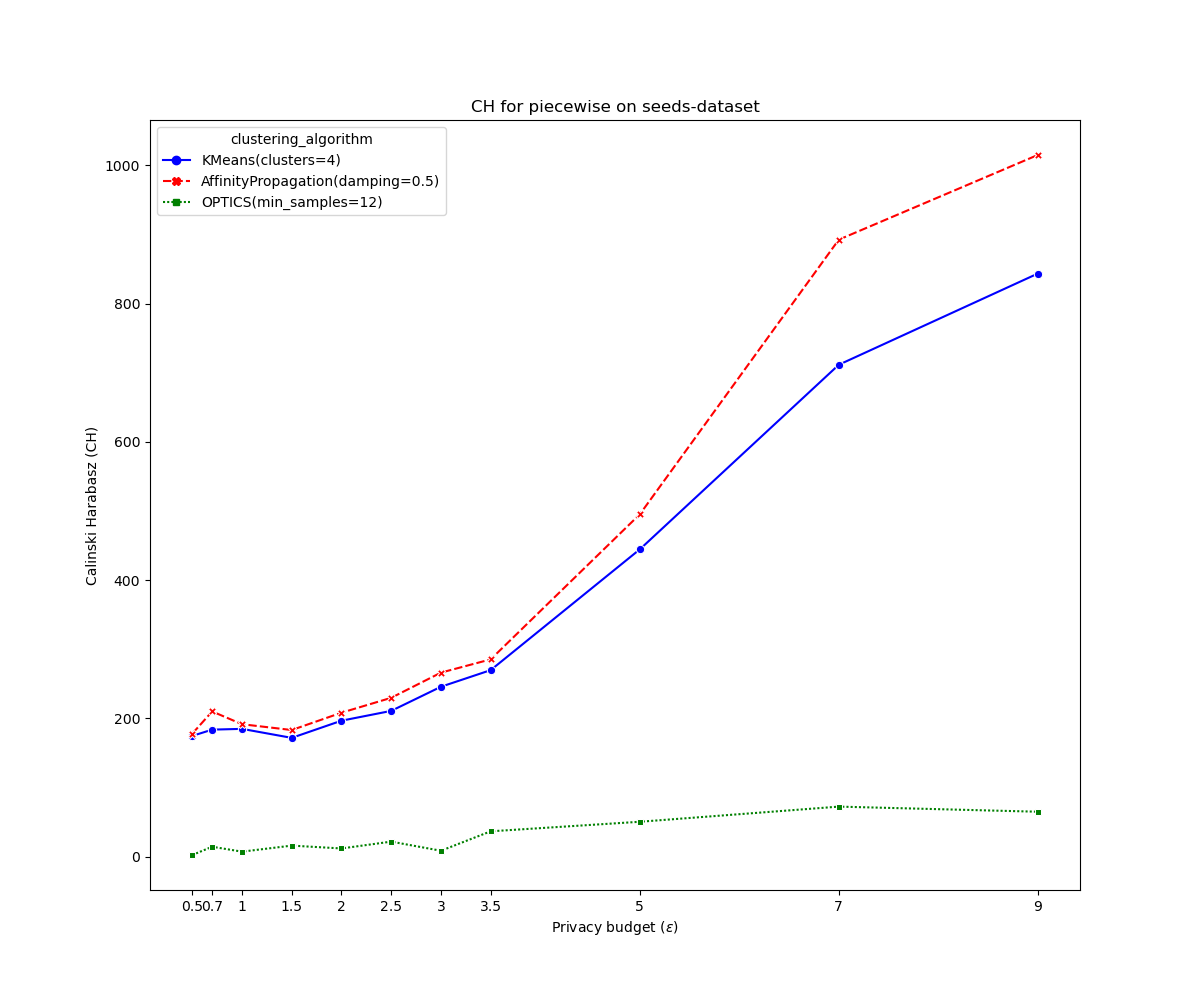 CH for piecewise on seeds-dataset
clustering_algorithm
KMeans(clusters=4)
AffinityPropagation(damping=0.5)
OPTICS(min_samples=12)
Calinski Harabasz (CH)
1000
800
600
400
200
0
0.5 0.7 1 1.5 2 2.5 3 3.5 5 7 9
Privacy budget (ε)